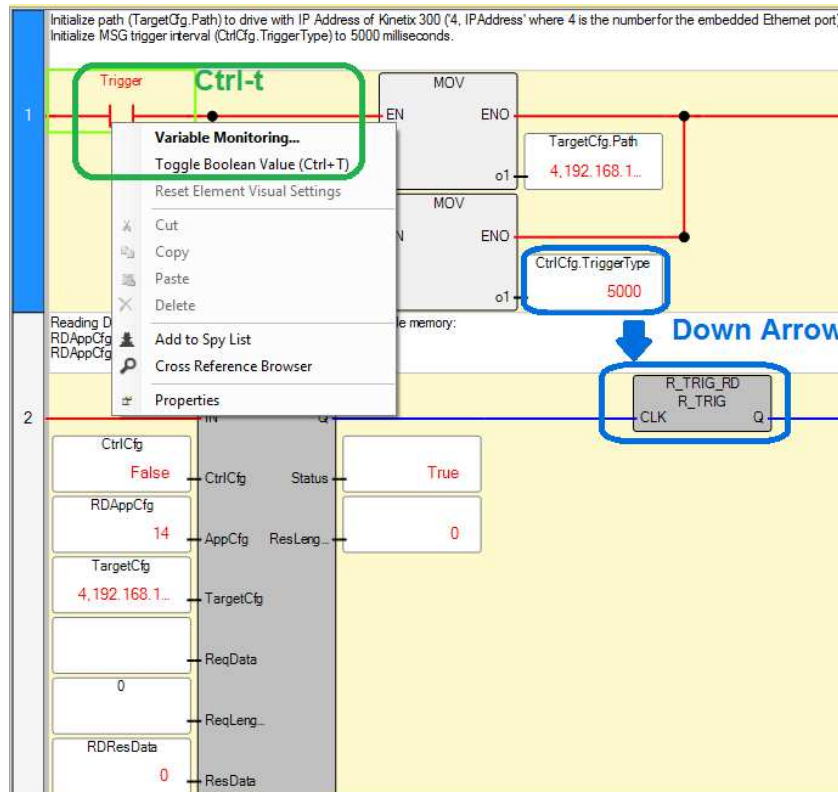 Initialize path (TargetCfg.Path) to drive with IP Address of Kinetix 300 ('4, IPAddress' where 4 is the number for the embedded Ethernet port)
Initialize MSG trigger interval (CtrlCfg.TriggerType) to 5000 milliseconds.
Trigger
Ctrl-t
1
MOV
EN
ENO
TargetCfg.Path
o1
4,192.168.1...
Variable Monitoring...
Toggle Boolean Value (Ctrl+T)
Reset Element Visual Settings
Cut
Copy
Paste
Delete
Add to Spy List
Cross Reference Browser
Properties
MOV
ENO
CtrlCfg.TriggerType
o1
5000
Reading D
le memory:
RDAppCfg
RDAppCfg
Down Arrow
2
IN
Q
R_TRIG_RD
R_TRIG
CLK
Q
CtrlCfg
False
CtrlCfg
Status
True
RDAppCfg
14
AppCfg
ResLeng...
0
TargetCfg
4,192.168.1...
TargetCfg
ReqData
0
ReqLeng...
RDResData
0
ResData